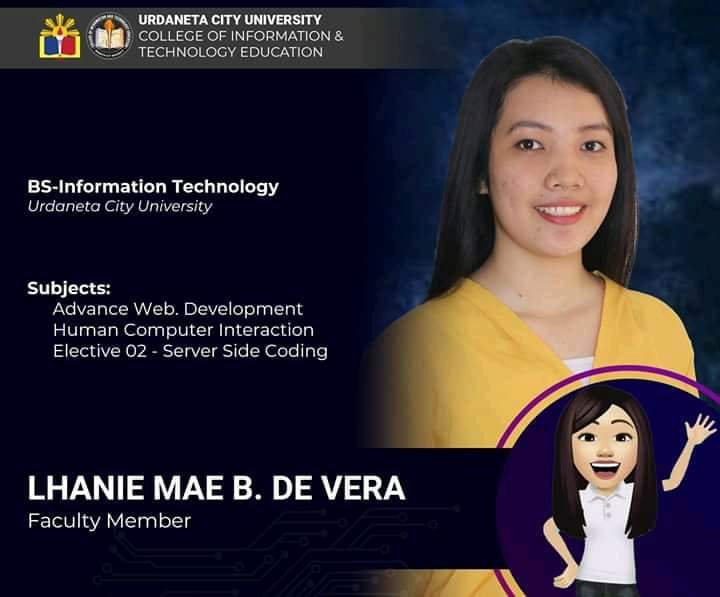 URDANETA CITY UNIVERSITY
COLLEGE OF INFORMATION &
TECHNOLOGY EDUCATION
BS-Information Technology
Urdaneta City University
Subjects:
Advance Web. Development
Human Computer Interaction
Elective 02 - Server Side Coding
LHANIE MAE B. DE VERA
Faculty Member